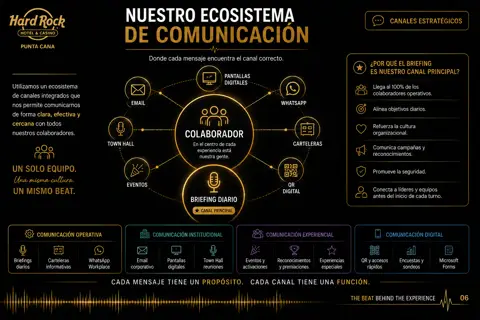 Hard Rock
HOTEL & CASINO
PUNTA CANA
NUESTRO ECOSISTEMA
DE COMUNICACIÓN
Donde cada mensaje encuentra el canal correcto.
CANALES ESTRATÉGICOS
Utilizamos un ecosistema
de canales integrados que
nos permite comunicarnos
de forma clara, efectiva y
cercana con todos
nuestros colaboradores.
UN SOLO EQUIPO.
Una misma cultura.
UN MISMO BEAT.
PANTALLAS
DIGITALES
EMAIL
WHATSAPP
TOWN HALL
CARTELERAS
EVENTOS
QR
DIGITAL
COLABORADOR
En el centro de cada
experiencia está
nuestra gente.
BRIEFING DIARIO
CANAL PRINCIPAL
¿POR QUÉ EL BRIEFING
ES NUESTRO CANAL PRINCIPAL?
Llega al 100% de los
colaboradores operativos.
Alinea objetivos diarios.
Refuerza la cultura
organizacional.
Comunica campañas y
reconocimientos.
Promueve la seguridad.
Conecta a líderes y equipos
antes del inicio de cada turno.
COMUNICACIÓN OPERATIVA
Briefings
diarios
Carteleras
informativas
WhatsApp
Workplace
COMUNICACIÓN INSTITUCIONAL
Email
corporativo
Pantallas
digitales
Town Hall
reuniones
COMUNICACIÓN EXPERIENCIAL
Eventos y
activaciones
Reconocimientos
y premiaciones
Experiencias
especiales
COMUNICACIÓN DIGITAL
QR y accesos
rápidos
Encuestas
y sondeos
Microsoft
Forms
CADA MENSAJE TIENE UN PROPÓSITO. CADA CANAL TIENE UNA FUNCIÓN.
THE BEAT BEHIND THE EXPERIENCE
06